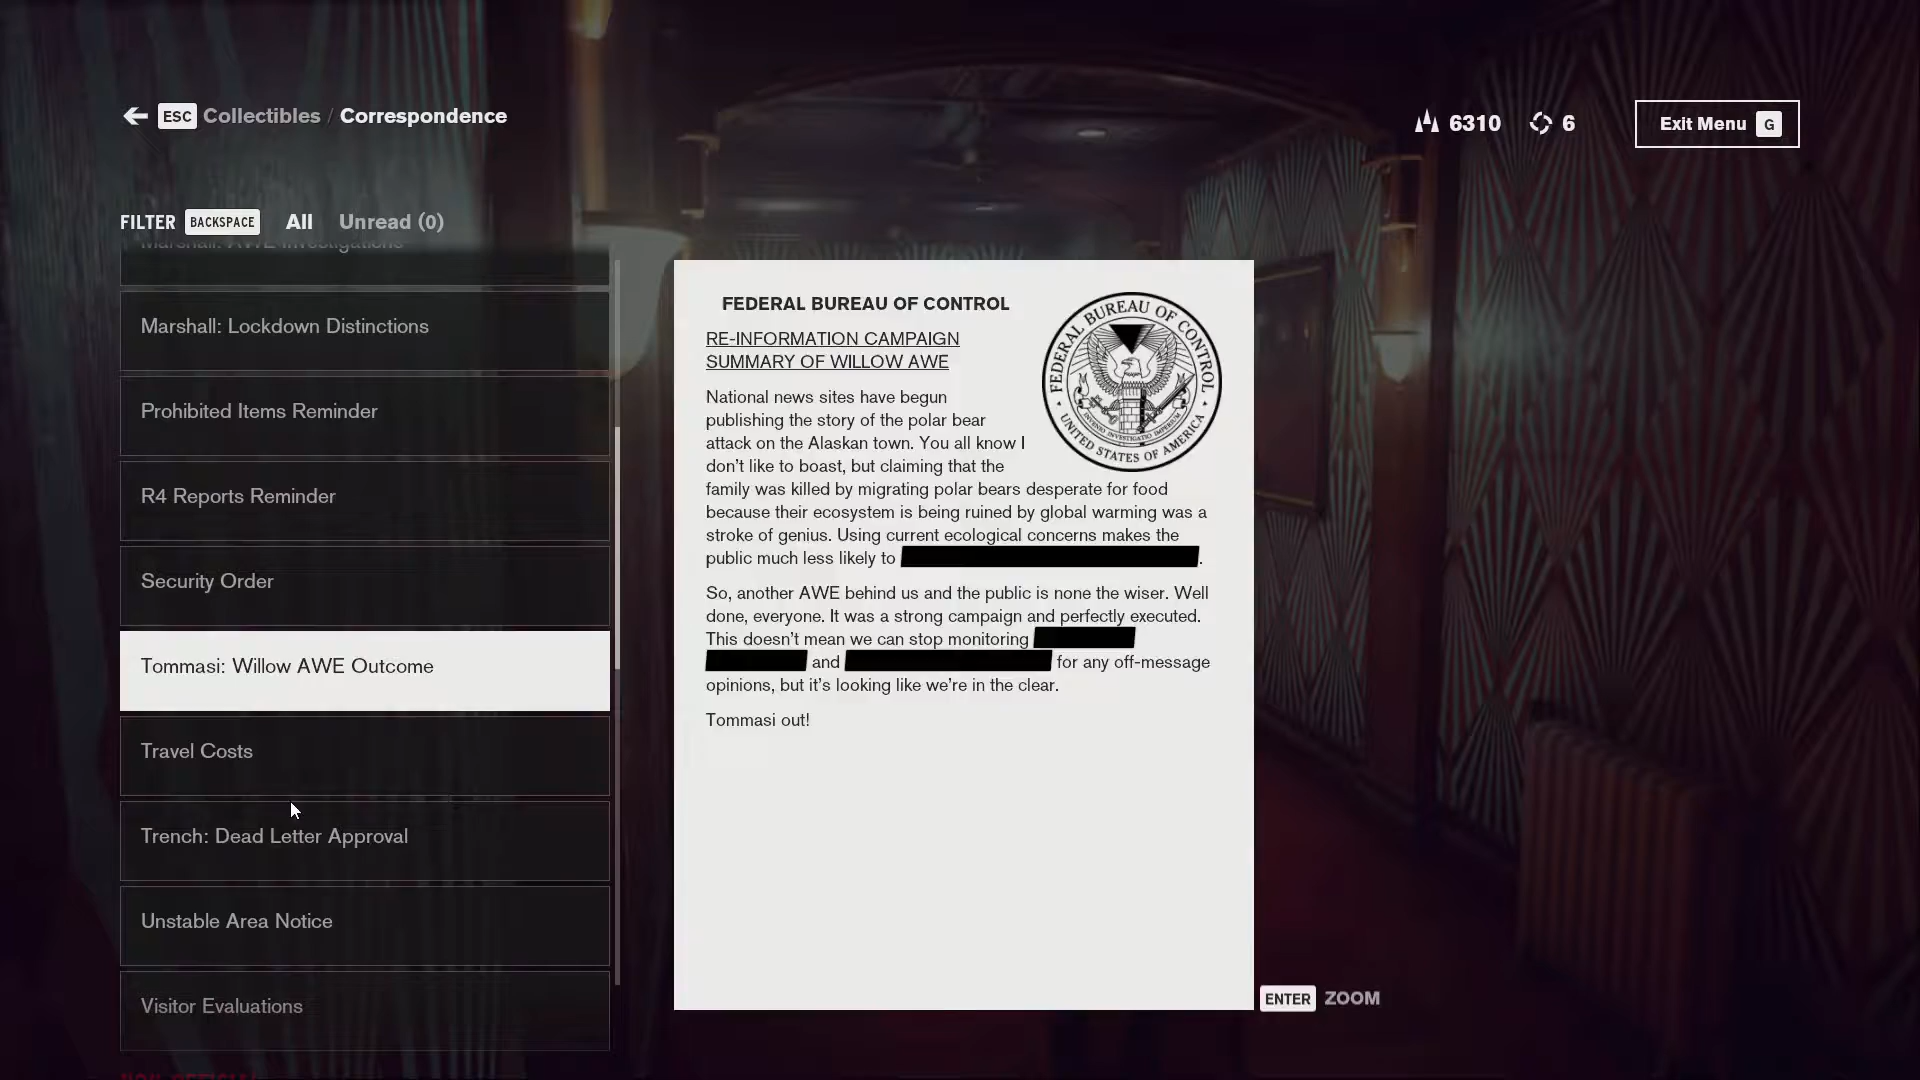 ESC Collectibles / Correspondence
6310
6
Exit Menu G
FILTER BACKSPACE All Unread (0)
Marshall: AWE Investigations
Marshall: Lockdown Distinctions
Prohibited Items Reminder
R4 Reports Reminder
Security Order
Tommasi: Willow AWE Outcome
Travel Costs
Trench: Dead Letter Approval
Unstable Area Notice
Visitor Evaluations
FEDERAL BUREAU OF CONTROL
RE-INFORMATION CAMPAIGN
SUMMARY OF WILLOW AWE
National news sites have begun
publishing the story of the polar bear
attack on the Alaskan town. You all know I
don't like to boast, but claiming that the
family was killed by migrating polar bears desperate for food
because their ecosystem is being ruined by global warming was a
stroke of genius. Using current ecological concerns makes the
public much less likely to .
So, another AWE behind us and the public is none the wiser. Well
done, everyone. It was a strong campaign and perfectly executed.
This doesn't mean we can stop monitoring
and for any off-message
opinions, but it's looking like we're in the clear.
Tommasi out!
FEDERAL BUREAU OF CONTROL
INVENIO INVESTIGATIO IMPERIUM
UNITED STATES OF AMERICA
ENTER ZOOM